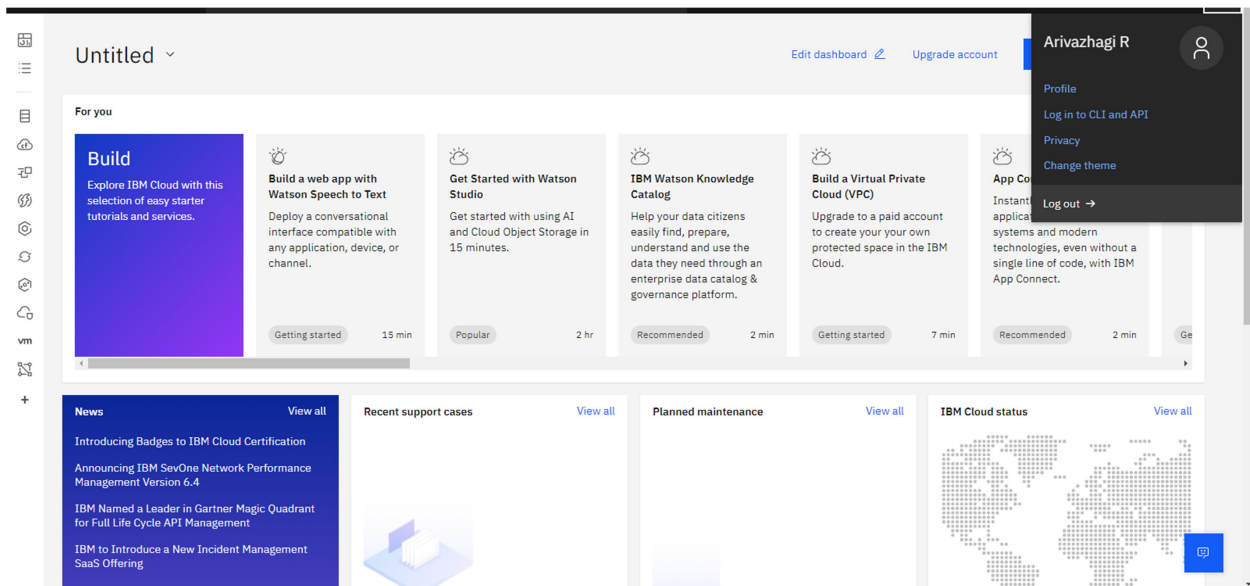 Untitled
Edit dashboard
Upgrade account
Arivazhagi R
Profile
Log in to CLI and API
Privacy
Change theme
Log out →
For you
Build
Explore IBM Cloud with this
selection of easy starter
tutorials and services.
Build a web app with
Watson Speech to Text
Deploy a conversational
interface compatible with
any application, device, or
channel.
Getting started
15 min
Get Started with Watson
Studio
Get started with using AI
and Cloud Object Storage in
15 minutes.
Popular
2 hr
IBM Watson Knowledge
Catalog
Help your data citizens
easily find, prepare,
understand and use the
data they need through an
enterprise data catalog &
governance platform.
Recommended
2 min
Build a Virtual Private
Cloud (VPC)
Upgrade to a paid account
to create your your own
protected space in the IBM
Cloud.
Getting started
7 min
App
systems and modern
technologies, even without a
single line of code, with IBM
App Connect.
Recommended
2 min
vm
News
View all
Introducing Badges to IBM Cloud Certification
Announcing IBM SevOne Network Performance
Management Version 6.4
IBM Named a Leader in Gartner Magic Quadrant
for Full Life Cycle API Management
IBM to Introduce a New Incident Management
SaaS Offering
Recent support cases
View all
Planned maintenance
View all
IBM Cloud status
View all